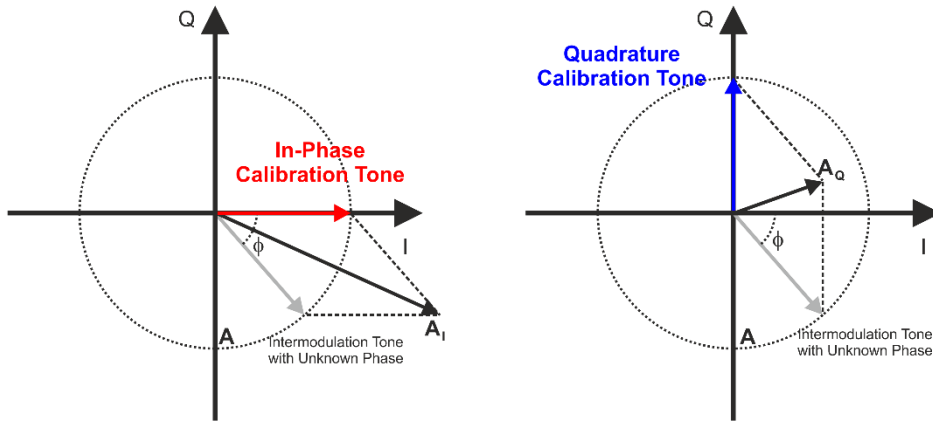 Q
In-Phase
Calibration Tone
I
ϕ
A_I
A
Intermodulation Tone
with Unknown Phase
Q
Quadrature
Calibration Tone
A_Q
I
ϕ
A
Intermodulation Tone
with Unknown Phase